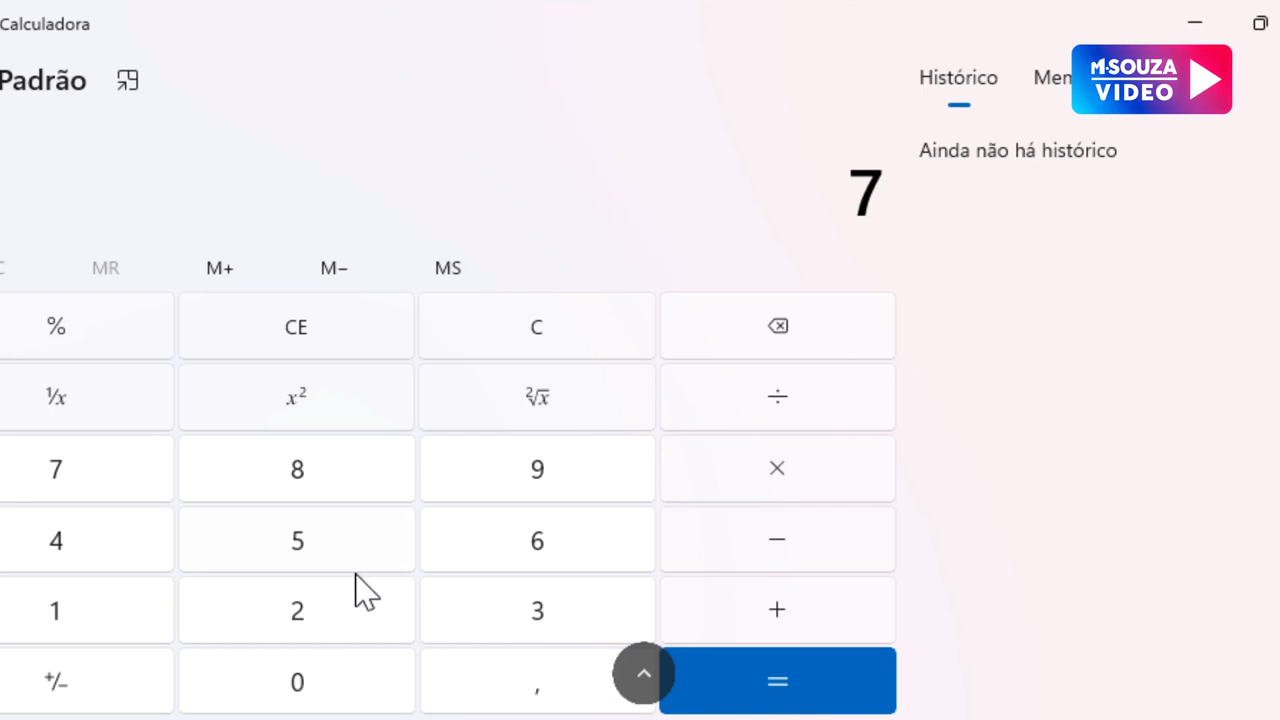 Calculadora
Padrão
Histórico
M•SOUZA
VIDEO
Ainda não há histórico
7
MR M+ M− MS
% CE C
¹/x x² ²√x ÷
7 8 9 ×
4 5 6 −
1 2 3 +
+/− 0 , =